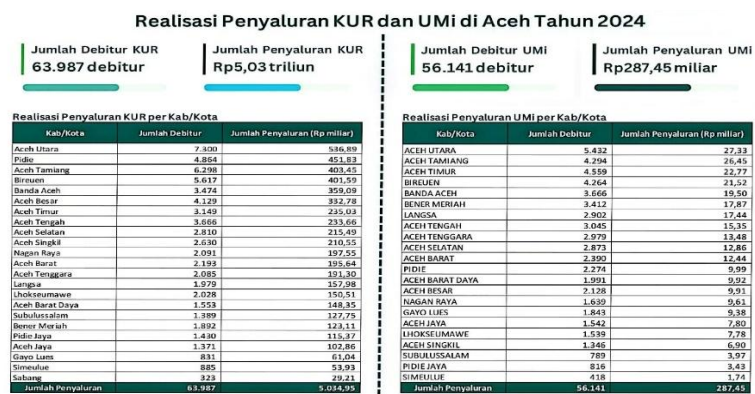 Realisasi Penyaluran KUR dan UMi di Aceh Tahun 2024
Jumlah Debitur KUR
63.987 debitur
Jumlah Penyaluran KUR
Rp5,03 triliun
Realisasi Penyaluran KUR per Kab/Kota
Kab/Kota Jumlah Debitur Jumlah Penyaluran (Rp miliar)
Aceh Utara 7.300 536,89
Pidie 4.864 451,83
Aceh Tamiang 6.298 403,45
Bireuen 5.617 401,59
Banda Aceh 3.474 359,09
Aceh Besar 4.129 332,78
Aceh Timur 3.149 235,03
Aceh Tengah 3.666 233,66
Aceh Selatan 2.810 215,49
Aceh Singkil 2.630 210,55
Nagan Raya 2.091 197,55
Aceh Barat 2.193 195,64
Aceh Tenggara 2.085 191,30
Langsa 1.979 157,98
Lhokseumawe 2.028 150,51
Aceh Barat Daya 1.553 148,35
Subulussalam 1.389 127,75
Bener Meriah 1.892 123,11
Pidie Jaya 1.430 115,37
Aceh Jaya 1.371 102,86
Gayo Lues 831 61,04
Simeulue 885 53,93
Sabang 323 29,21
Jumlah Penyaluran 63.987 5.034,95
Jumlah Debitur UMi
56.141 debitur
Jumlah Penyaluran UMi
Rp287,45 miliar
Realisasi Penyaluran UMi per Kab/Kota
Kab/Kota Jumlah Debitur Jumlah Penyaluran (Rp miliar)
ACEH UTARA 5.432 27,33
ACEH TAMIANG 4.294 26,45
ACEH TIMUR 4.559 22,77
BIREUEN 4.264 21,52
BANDA ACEH 3.666 19,50
BENER MERIAH 3.412 17,87
LANGSA 2.902 17,44
ACEH TENGAH 3.045 15,35
ACEH TENGGARA 2.979 13,48
ACEH SELATAN 2.873 12,86
ACEH BARAT 2.390 12,44
PIDIE 2.274 9,99
ACEH BARAT DAYA 1.991 9,92
ACEH BESAR 2.128 9,91
NAGAN RAYA 1.639 9,61
GAYO LUES 1.843 9,38
ACEH JAYA 1.542 7,80
LHOKSEUMAWE 1.539 7,78
ACEH SINGKIL 1.346 6,90
SUBULUSSALAM 789 3,97
PIDIE JAYA 816 3,43
SIMEULUE 418 1,74
Jumlah Penyaluran 56.141 287,45